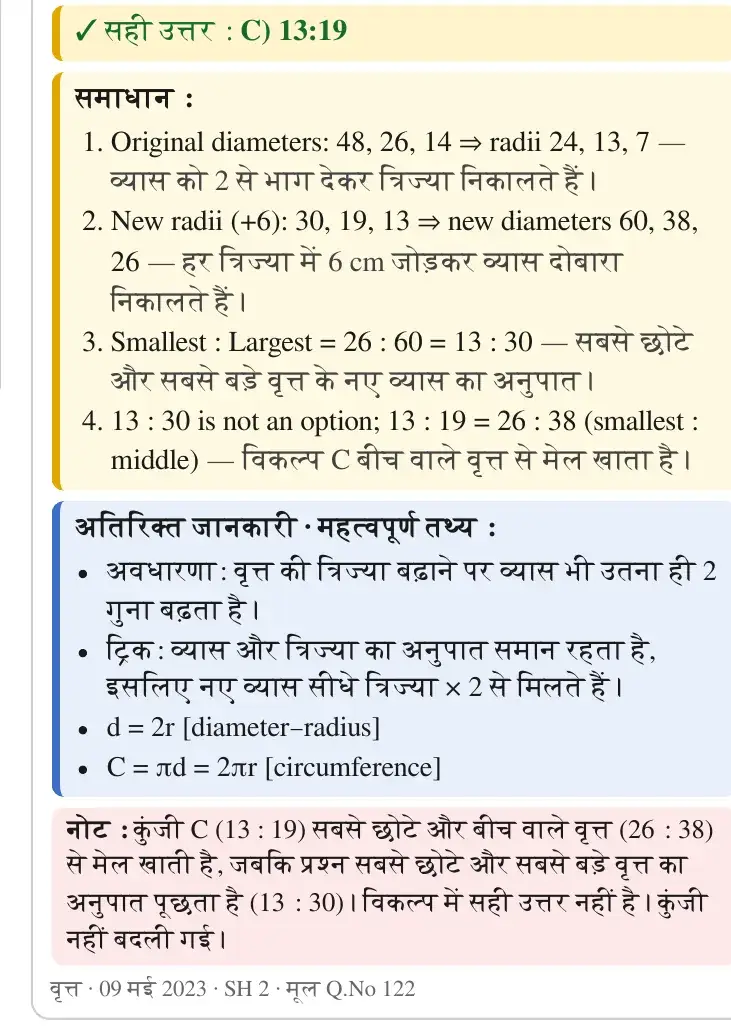 ✓ सही उत्तर : C) 13:19
समाधान :
1. Original diameters: 48, 26, 14 ⇒ radii 24, 13, 7 —
व्यास को 2 से भाग देकर त्रिज्या निकालते हैं।
2. New radii (+6): 30, 19, 13 ⇒ new diameters 60, 38,
26 — हर त्रिज्या में 6 cm जोड़कर व्यास दोबारा
निकालते हैं।
3. Smallest : Largest = 26 : 60 = 13 : 30 — सबसे छोटे
और सबसे बड़े वृत्त के नए व्यास का अनुपात।
4. 13 : 30 is not an option; 13 : 19 = 26 : 38 (smallest :
middle) — विकल्प C बीच वाले वृत्त से मेल खाता है।
अतिरिक्त जानकारी · महत्वपूर्ण तथ्य :
• अवधारणा : वृत्त की त्रिज्या बढ़ाने पर व्यास भी उतना ही 2
गुना बढ़ता है।
• ट्रिक : व्यास और त्रिज्या का अनुपात समान रहता है,
इसलिए नए व्यास सीधे त्रिज्या × 2 से मिलते हैं।
• d = 2r [diameter–radius]
• C = πd = 2πr [circumference]
नोट : कुंजी C (13 : 19) सबसे छोटे और बीच वाले वृत्त (26 : 38)
से मेल खाती है, जबकि प्रश्न सबसे छोटे और सबसे बड़े वृत्त का
अनुपात पूछता है (13 : 30)। विकल्प में सही उत्तर नहीं है। कुंजी
नहीं बदली गई।
वृत्त · 09 मई 2023 · SH 2 · मूल Q.No 122